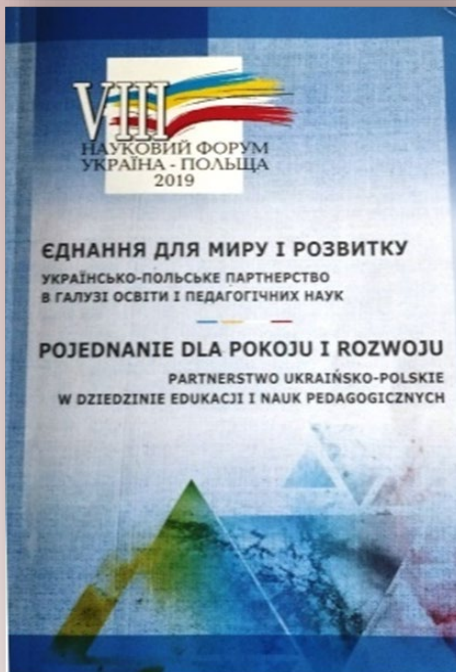 VIII
НАУКОВИЙ ФОРУМ
УКРАЇНА - ПОЛЬЩА
2019
ЄДНАННЯ ДЛЯ МИРУ І РОЗВИТКУ
УКРАЇНСЬКО-ПОЛЬСЬКЕ ПАРТНЕРСТВО
В ГАЛУЗІ ОСВІТИ І ПЕДАГОГІЧНИХ НАУК
POJEDNANIE DLA POKOJU I ROZWOJU
PARTNERSTWO UKRAIŃSKO-POLSKIE
W DZIEDZINIE EDUKACJI I NAUK PEDAGOGICZNYCH